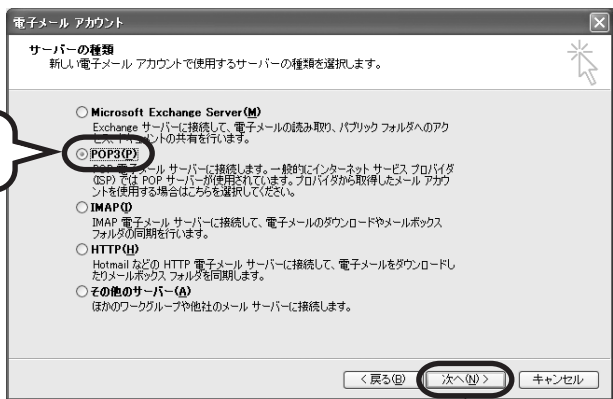 電子メール アカウント
サーバーの種類
新しい電子メール アカウントで使用するサーバーの種類を選択します。
Microsoft Exchange Server(M)
Exchange サーバーに接続して、電子メールの読み取り、パブリック フォルダへのアク
セス、ドキュメントの共有を行います。
POP3(P)
POP 電子メール サーバーに接続します。一般的にインターネット サービス プロバイダ
(ISP) では POP サーバーが使用されています。プロバイダから取得したメール アカウ
ントを使用する場合はこちらを選択してください。
IMAP(I)
IMAP 電子メール サーバーに接続して、電子メールのダウンロードやメールボックス
フォルダの同期を行います。
HTTP(H)
Hotmail などの HTTP 電子メール サーバーに接続して、電子メールをダウンロードし
たりメールボックス フォルダを同期します。
その他のサーバー(A)
ほかのワークグループや他社のメール サーバーに接続します。
< 戻る(B) 次へ(N) > キャンセル